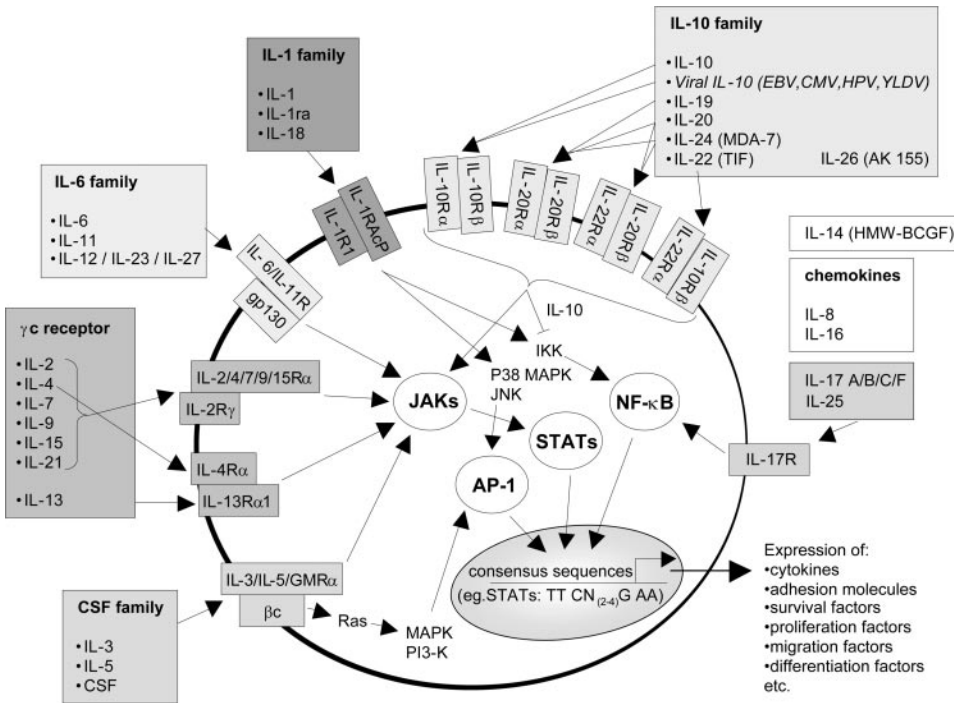 IL-10 family
• IL-10
• Viral IL-10 (EBV,CMV,HPV,YLDV)
• IL-19
• IL-20
• IL-24 (MDA-7)
• IL-22 (TIF) IL-26 (AK 155)
IL-1 family
• IL-1
• IL-1ra
• IL-18
IL-6 family
• IL-6
• IL-11
• IL-12 / IL-23 / IL-27
IL-1R1
IL-1RAcP
IL-10Rα
IL-10Rβ
IL-20Rα
IL-20Rβ
IL-22Rα
IL-20Rβ
IL-22Rα
IL-10Rβ
IL-6/IL-11R
gp130
IL-14 (HMW-BCGF)
chemokines
IL-8
IL-16
IL-17 A/B/C/F
IL-25
IL-17R
γc receptor
• IL-2
• IL-4
• IL-7
• IL-9
• IL-15
• IL-21
• IL-13
IL-2/4/7/9/15Rα
IL-2Rγ
IL-4Rα
IL-13Rα1
IL-10
IKK
P38 MAPK
JNK
JAKs
NF-κB
STATs
AP-1
CSF family
• IL-3
• IL-5
• CSF
IL-3/IL-5/GMRα
βc
Ras
MAPK
PI3-K
consensus sequences
(eg.STATs: TT CN(2-4)G AA)
Expression of:
•cytokines
•adhesion molecules
•survival factors
•proliferation factors
•migration factors
•differentiation factors
etc.